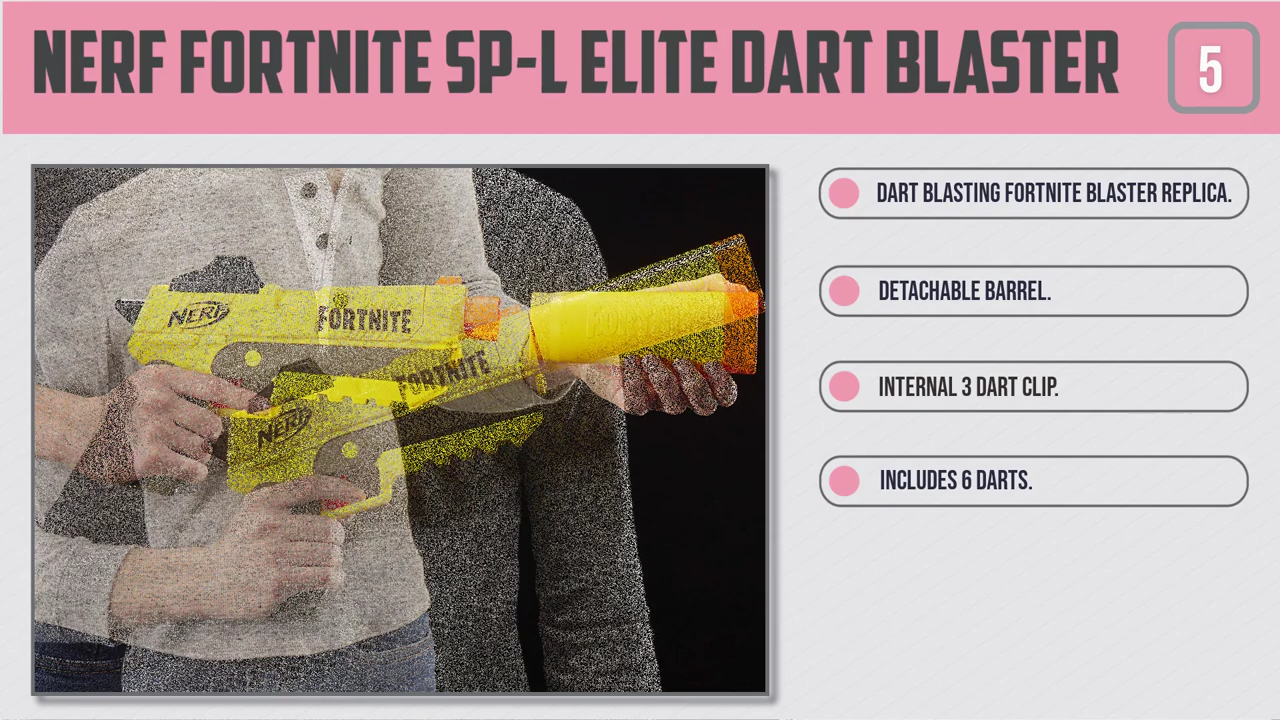 NERF FORTNITE SP-L ELITE DART BLASTER
5
NERF
FORTNITE
FORTNITE
NERF
DART BLASTING FORTNITE BLASTER REPLICA.
DETACHABLE BARREL.
INTERNAL 3 DART CLIP.
INCLUDES 6 DARTS.